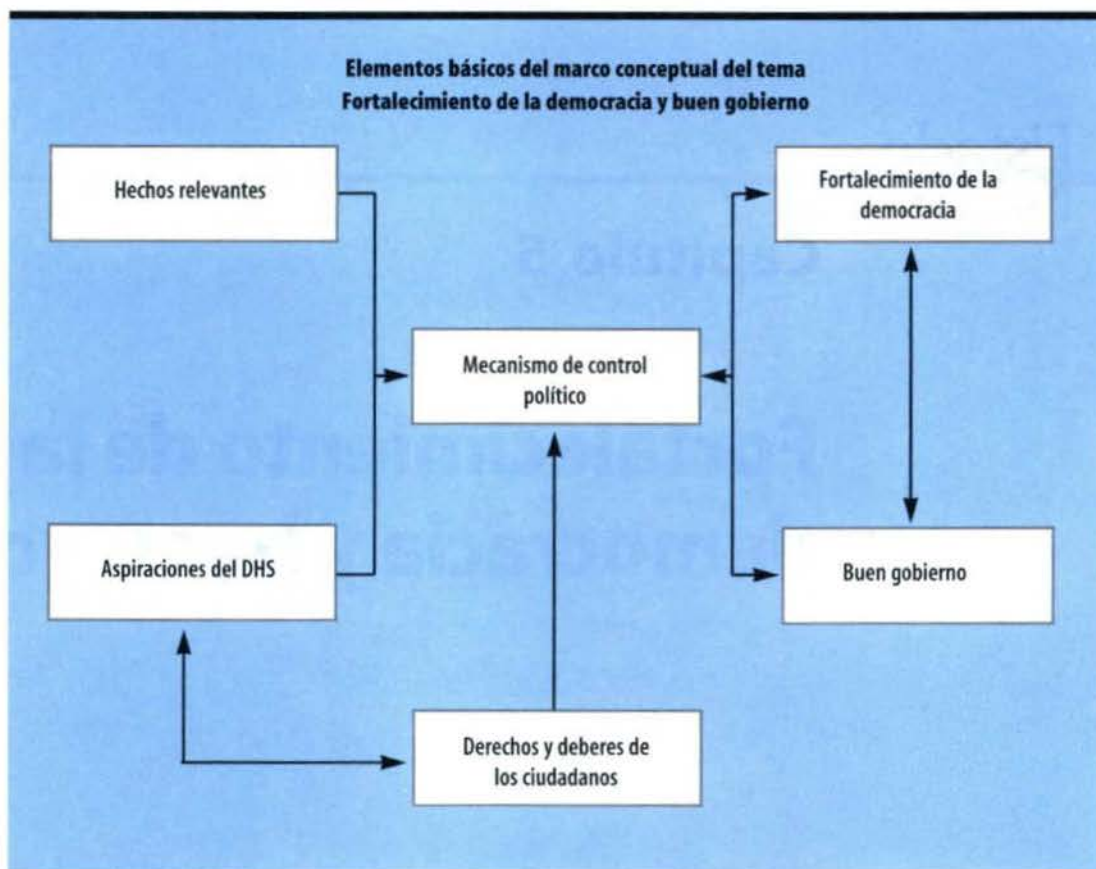 Elementos básicos del marco conceptual del tema
Fortalecimiento de la democracia y buen gobierno
Hechos relevantes
Fortalecimiento de la
democracia
Mecanismo de control
político
Aspiraciones del DHS
Buen gobierno
Derechos y deberes de
los ciudadanos